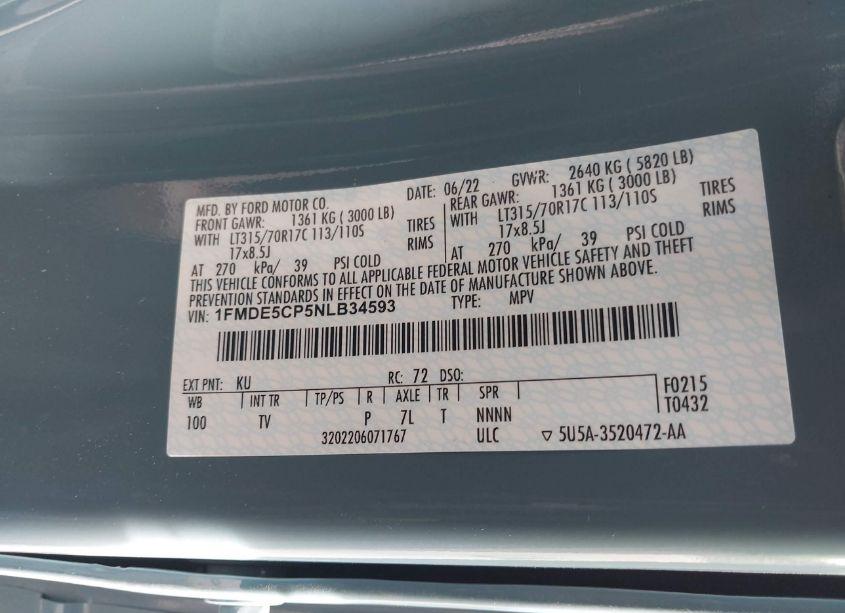 MFD. BY FORD MOTOR CO. DATE: 06/22 GVWR: 2640 KG ( 5820 LB)
FRONT GAWR: 1361 KG ( 3000 LB) REAR GAWR: 1361 KG ( 3000 LB)
WITH LT315/70R17C 113/110S TIRES WITH LT315/70R17C 113/110S TIRES
17x8.5J RIMS 17x8.5J RIMS
AT 270 kPa/ 39 PSI COLD AT 270 kPa/ 39 PSI COLD
THIS VEHICLE CONFORMS TO ALL APPLICABLE FEDERAL MOTOR VEHICLE SAFETY AND THEFT
PREVENTION STANDARDS IN EFFECT ON THE DATE OF MANUFACTURE SHOWN ABOVE.
VIN: 1FMDE5CP5NLB34593 TYPE: MPV
EXT PNT: KU RC: 72 DSO:
WB INT TR TP/PS R AXLE TR SPR F0215
100 TV P 7L T NNNN T0432
3202206071767 ULC ▽ 5U5A-3520472-AA